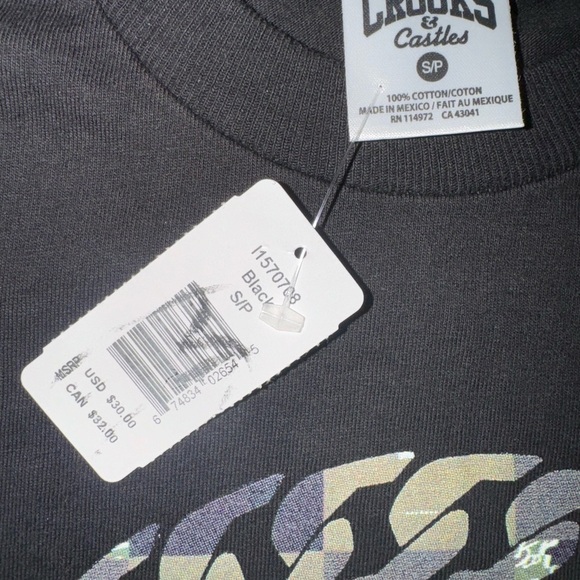 CROOKS
&
Castles
S/P
100% COTTON/COTON
MADE IN MEXICO / FAIT AU MEXIQUE
RN 114972 CA 43041
I1570708
Black
S/P
MSRP
USD $30.00
CAN $32.00